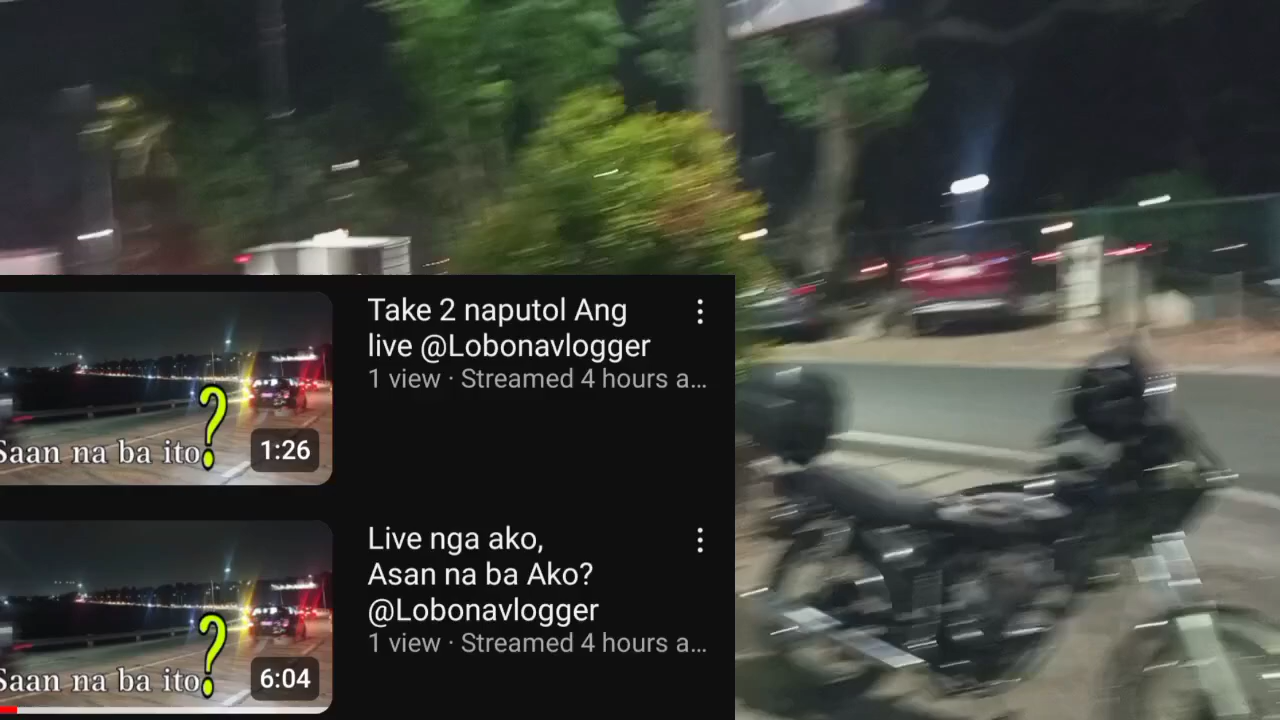 Take 2 naputol Ang
live @Lobonavlogger
1 view · Streamed 4 hours a...
Saan na ba ito?
1:26
Live nga ako,
Asan na ba Ako?
@Lobonavlogger
1 view · Streamed 4 hours a...
Saan na ba ito?
6:04